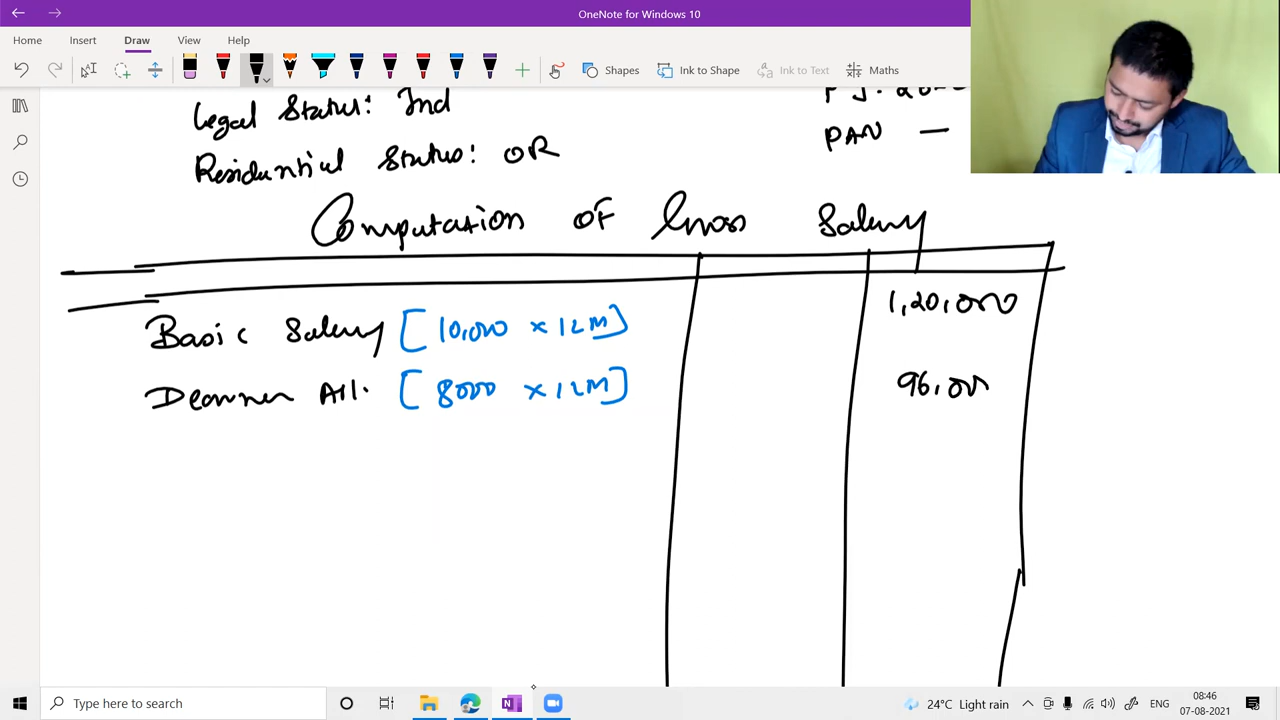 OneNote for Windows 10
Home Insert Draw View Help
Shapes Ink to Shape Ink to Text Maths
Legal Status: Ind
PAN —
Residential Status: OR
Computation of Gross Salary
Basic Salary [10,000 × 12M] 1,20,000
Dearness All. [8000 × 12M] 96,000
Type here to search
24°C Light rain
ENG
08:46
07-08-2021